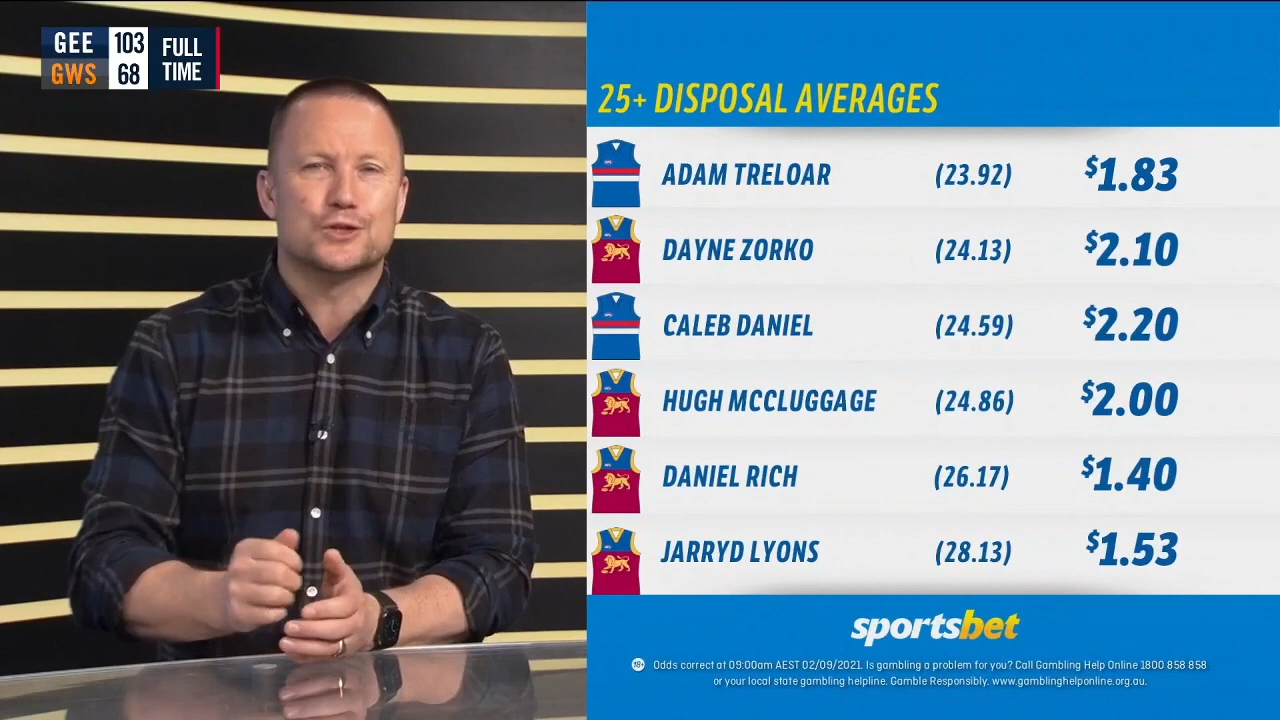 GEE 103
GWS 68
FULL
TIME
25+ DISPOSAL AVERAGES
ADAM TRELOAR (23.92) $1.83
DAYNE ZORKO (24.13) $2.10
CALEB DANIEL (24.59) $2.20
HUGH MCCLUGGAGE (24.86) $2.00
DANIEL RICH (26.17) $1.40
JARRYD LYONS (28.13) $1.53
sportsbet
18+ Odds correct at 09:00am AEST 02/09/2021. Is gambling a problem for you? Call Gambling Help Online 1800 858 858
or your local state gambling helpline. Gamble Responsibly. www.gamblinghelponline.org.au.